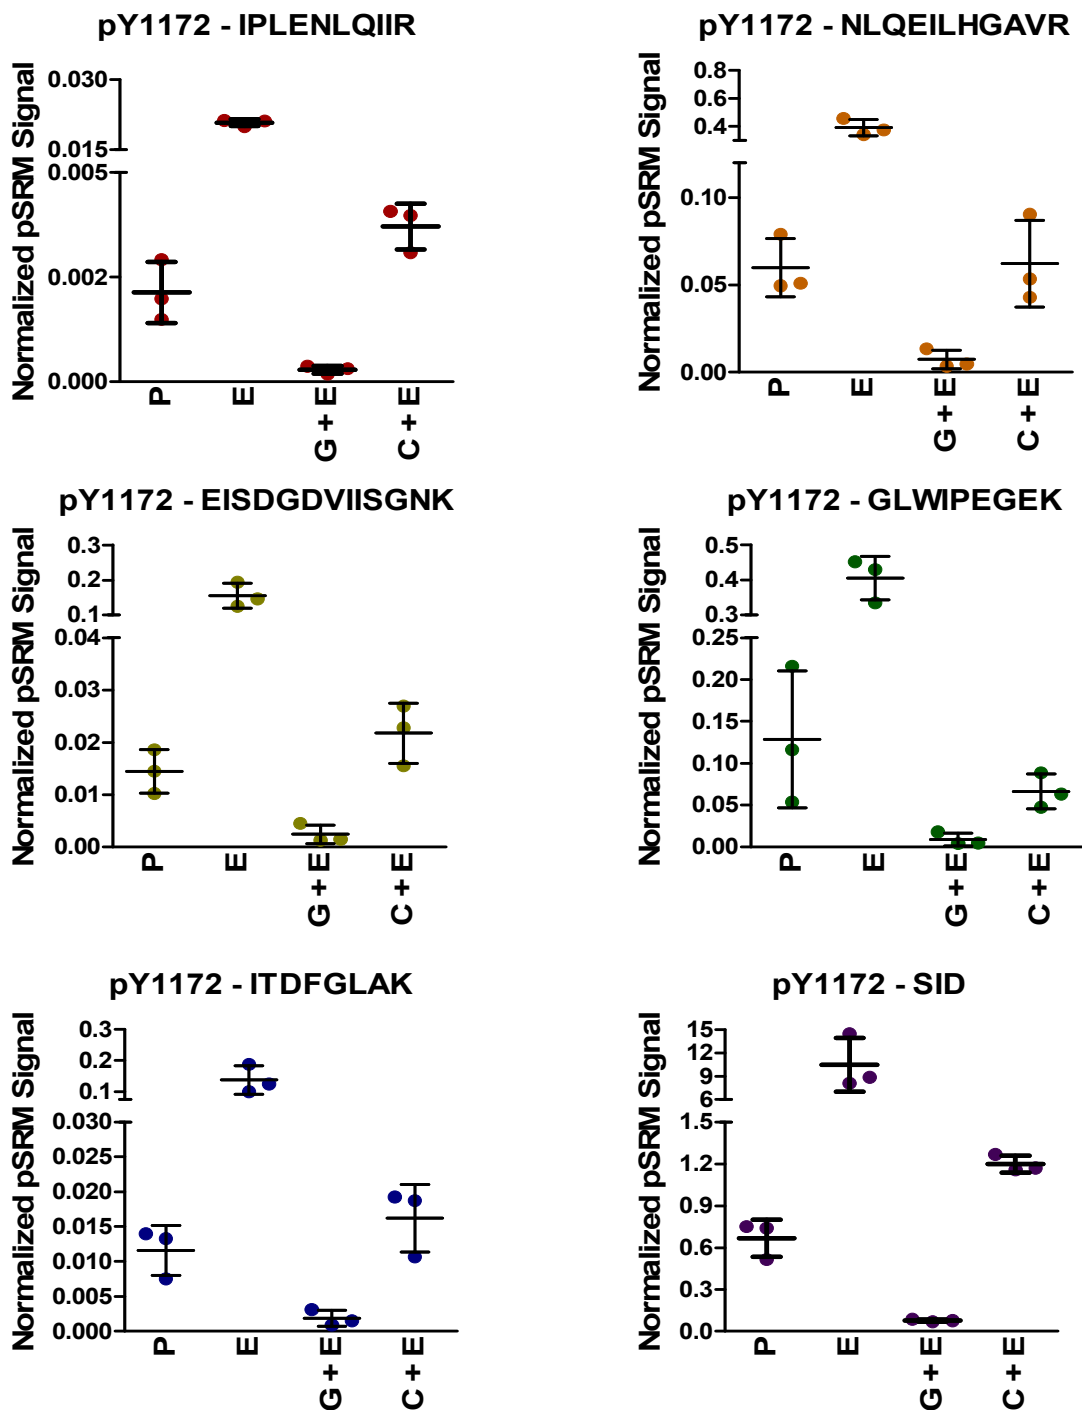 pY1172 - IPLENLQIIR
Normalized pSRM Signal
0.030
0.015
0.005
0.002
0.000
P
E
G + E
C + E
pY1172 - NLQEILHGAVR
Normalized pSRM Signal
0.8
0.6
0.4
0.10
0.05
0.00
P
E
G + E
C + E
pY1172 - EISDGDVIISGNK
Normalized pSRM Signal
0.3
0.2
0.1
0.04
0.03
0.02
0.01
0.00
P
E
G + E
C + E
pY1172 - GLWIPEGEK
Normalized pSRM Signal
0.5
0.4
0.3
0.25
0.20
0.15
0.10
0.05
0.00
P
E
G + E
C + E
pY1172 - ITDFGLAK
Normalized pSRM Signal
0.3
0.2
0.1
0.030
0.025
0.020
0.015
0.010
0.005
0.000
P
E
G + E
C + E
pY1172 - SID
Normalized pSRM Signal
15
12
9
6
1.5
1.2
0.9
0.6
0.3
0.0
P
E
G + E
C + E